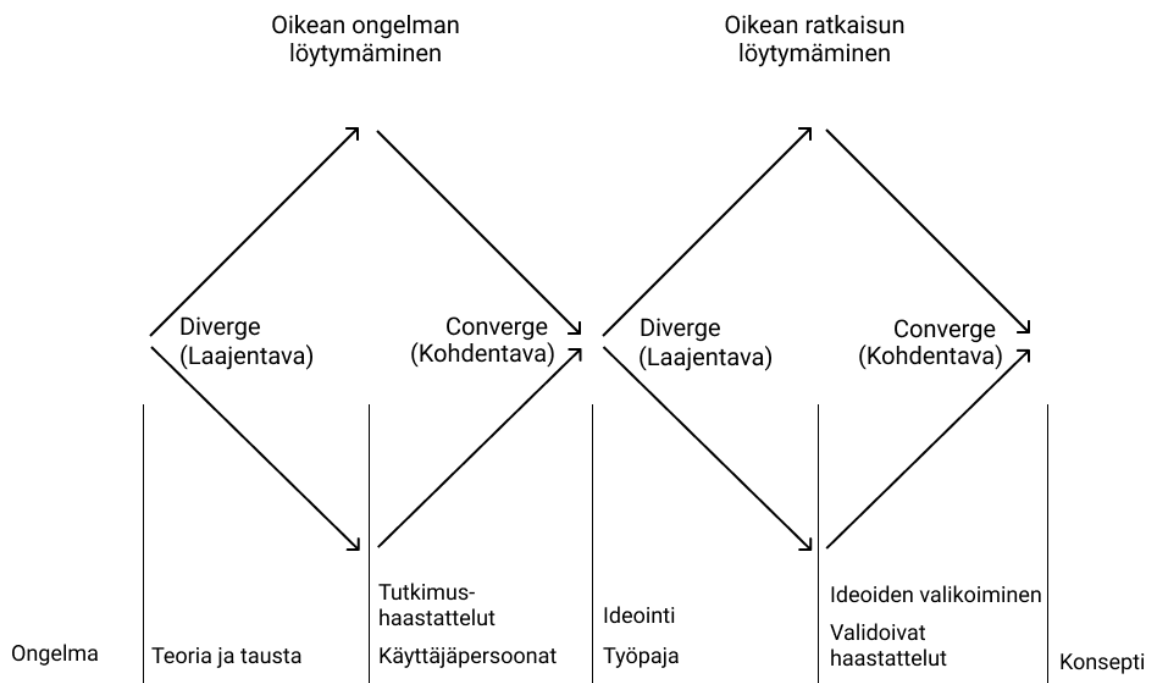 Oikean ongelman
löytymäminen
Oikean ratkaisun
löytymäminen
Diverge
(Laajentava)
Converge
(Kohdentava)
Diverge
(Laajentava)
Converge
(Kohdentava)
Ongelma
Teoria ja tausta
Tutkimus-
haastattelut
Käyttäjäpersoonat
Ideointi
Työpaja
Ideoiden valikoiminen
Validoivat
haastattelut
Konsepti